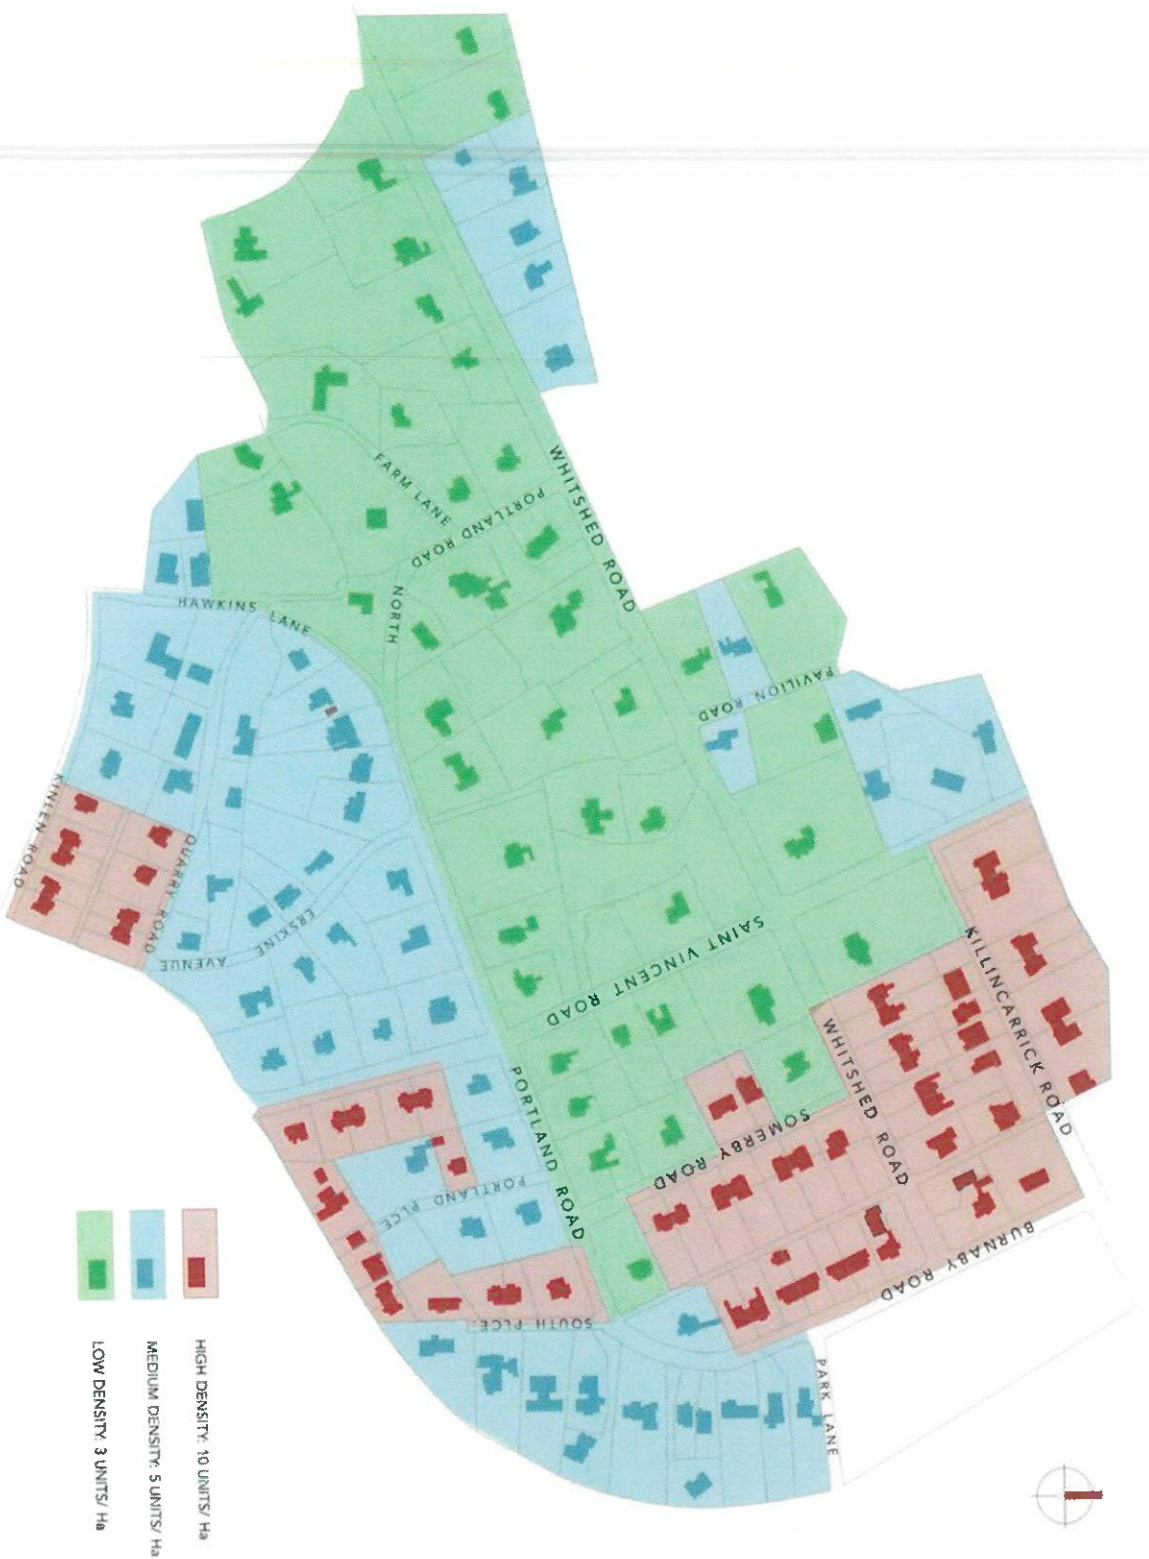 WHITSHED ROAD
FARM LANE
PORTLAND
ROAD
NORTH
HAWKINS LANE
PAVILION ROAD
KINLEN ROAD
QUARRY ROAD
ERSKINE
AVENUE
SAINT VINCENT ROAD
KILLINCARRICK ROAD
WHITSHED ROAD
SOMERBY ROAD
PORTLAND ROAD
PORTLAND PLCE
BURNABY ROAD
SOUTH PLCE.
PARK LANE
HIGH DENSITY: 10 UNITS/ Ha
MEDIUM DENSITY: 5 UNITS/ Ha
LOW DENSITY: 3 UNITS/ Ha